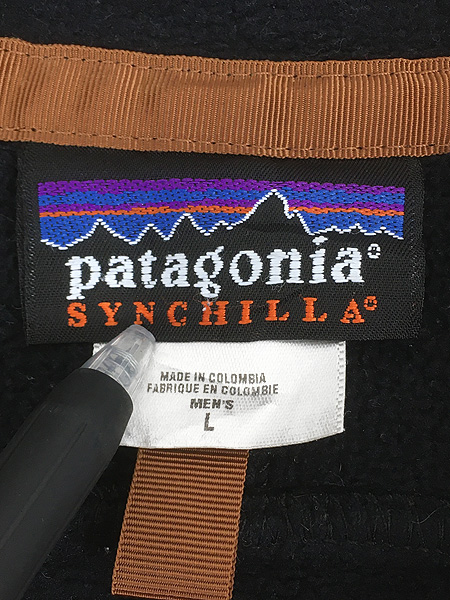 patagonia®
SYNCHILLA®
MADE IN COLOMBIA
FABRIQUE EN COLOMBIE
MEN'S
L